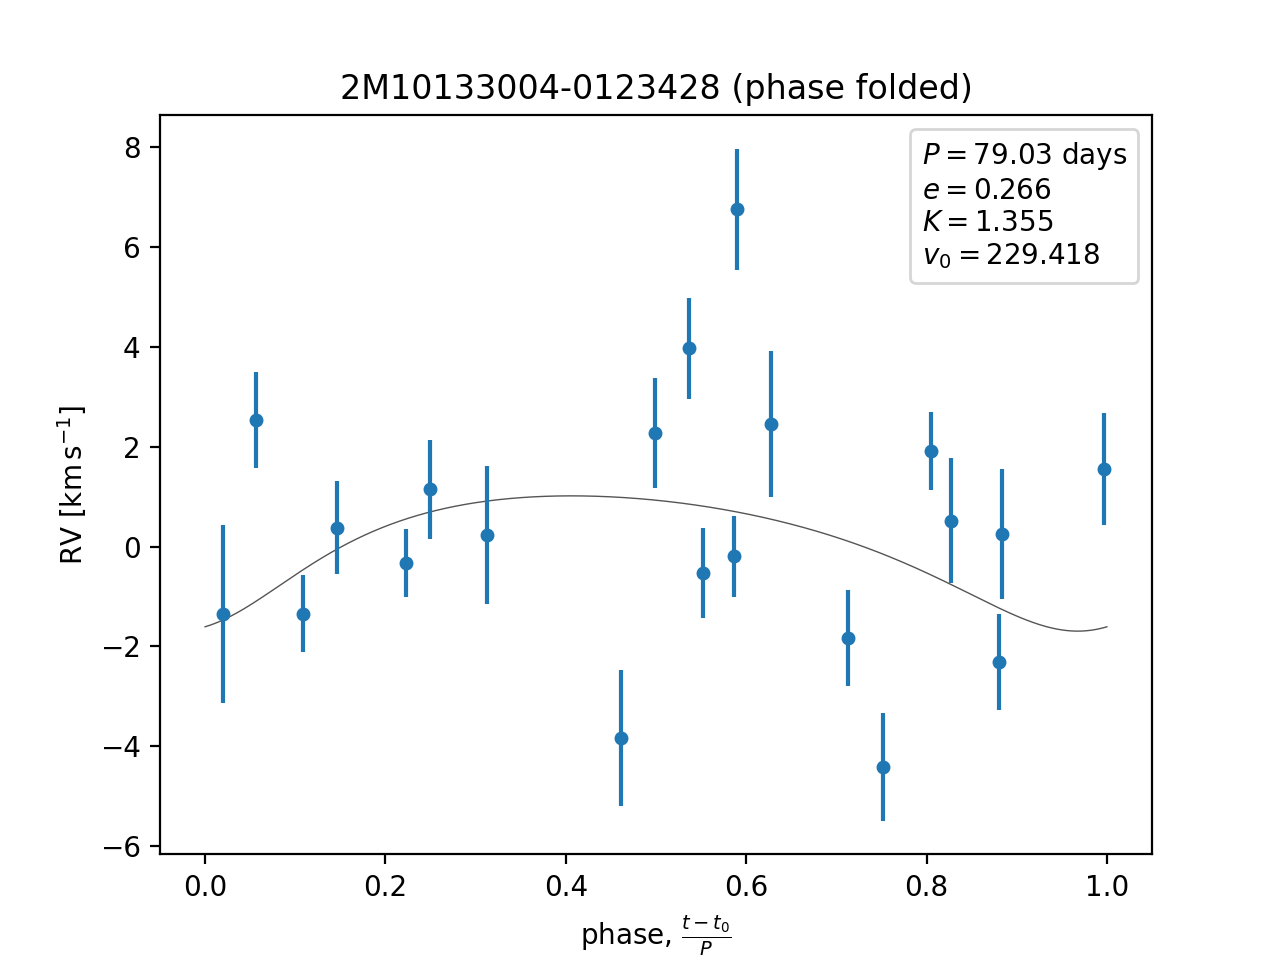 2M10133004-0123428 (phase folded)
P = 79.03 days
e = 0.266
K = 1.355
v₀ = 229.418
RV [km s⁻¹]
8
6
4
2
0
−2
−4
−6
0.0 0.2 0.4 0.6 0.8 1.0
phase, (t − t₀)/P